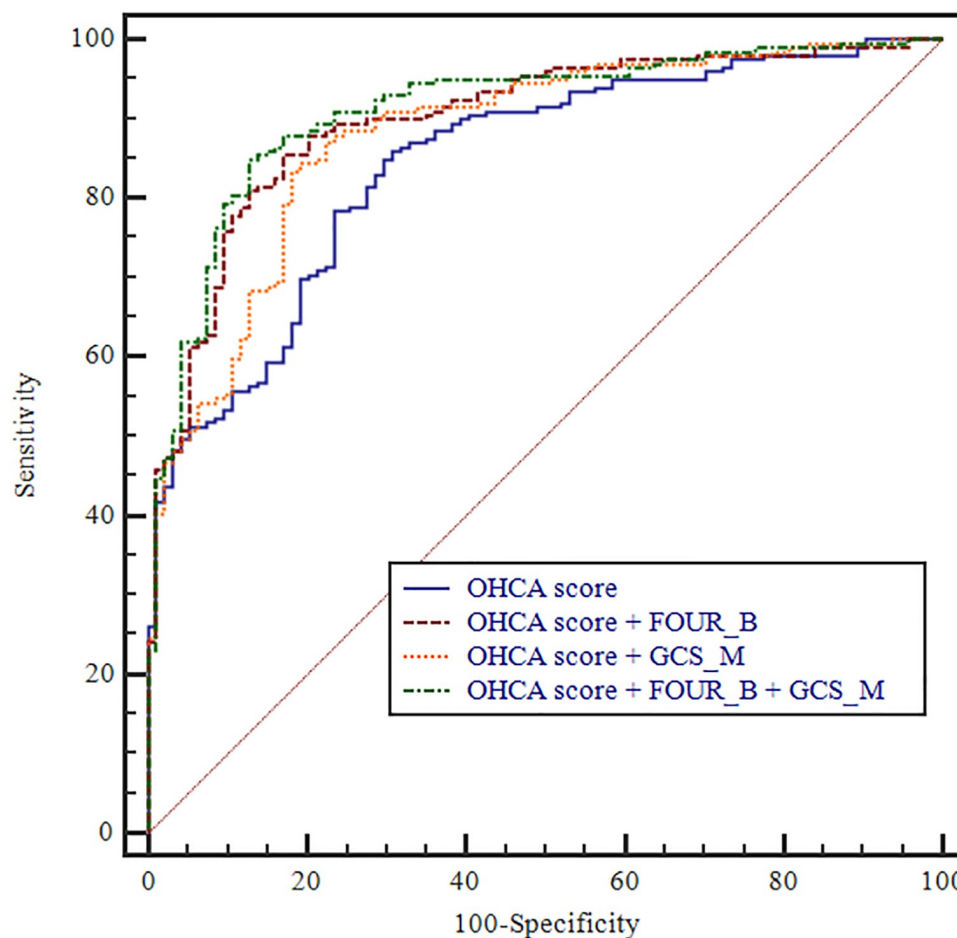 100
80
60
40
20
0
Sensitivity
OHCA score
OHCA score + FOUR_B
OHCA score + GCS_M
OHCA score + FOUR_B + GCS_M
0 20 40 60 80 100
100-Specificity